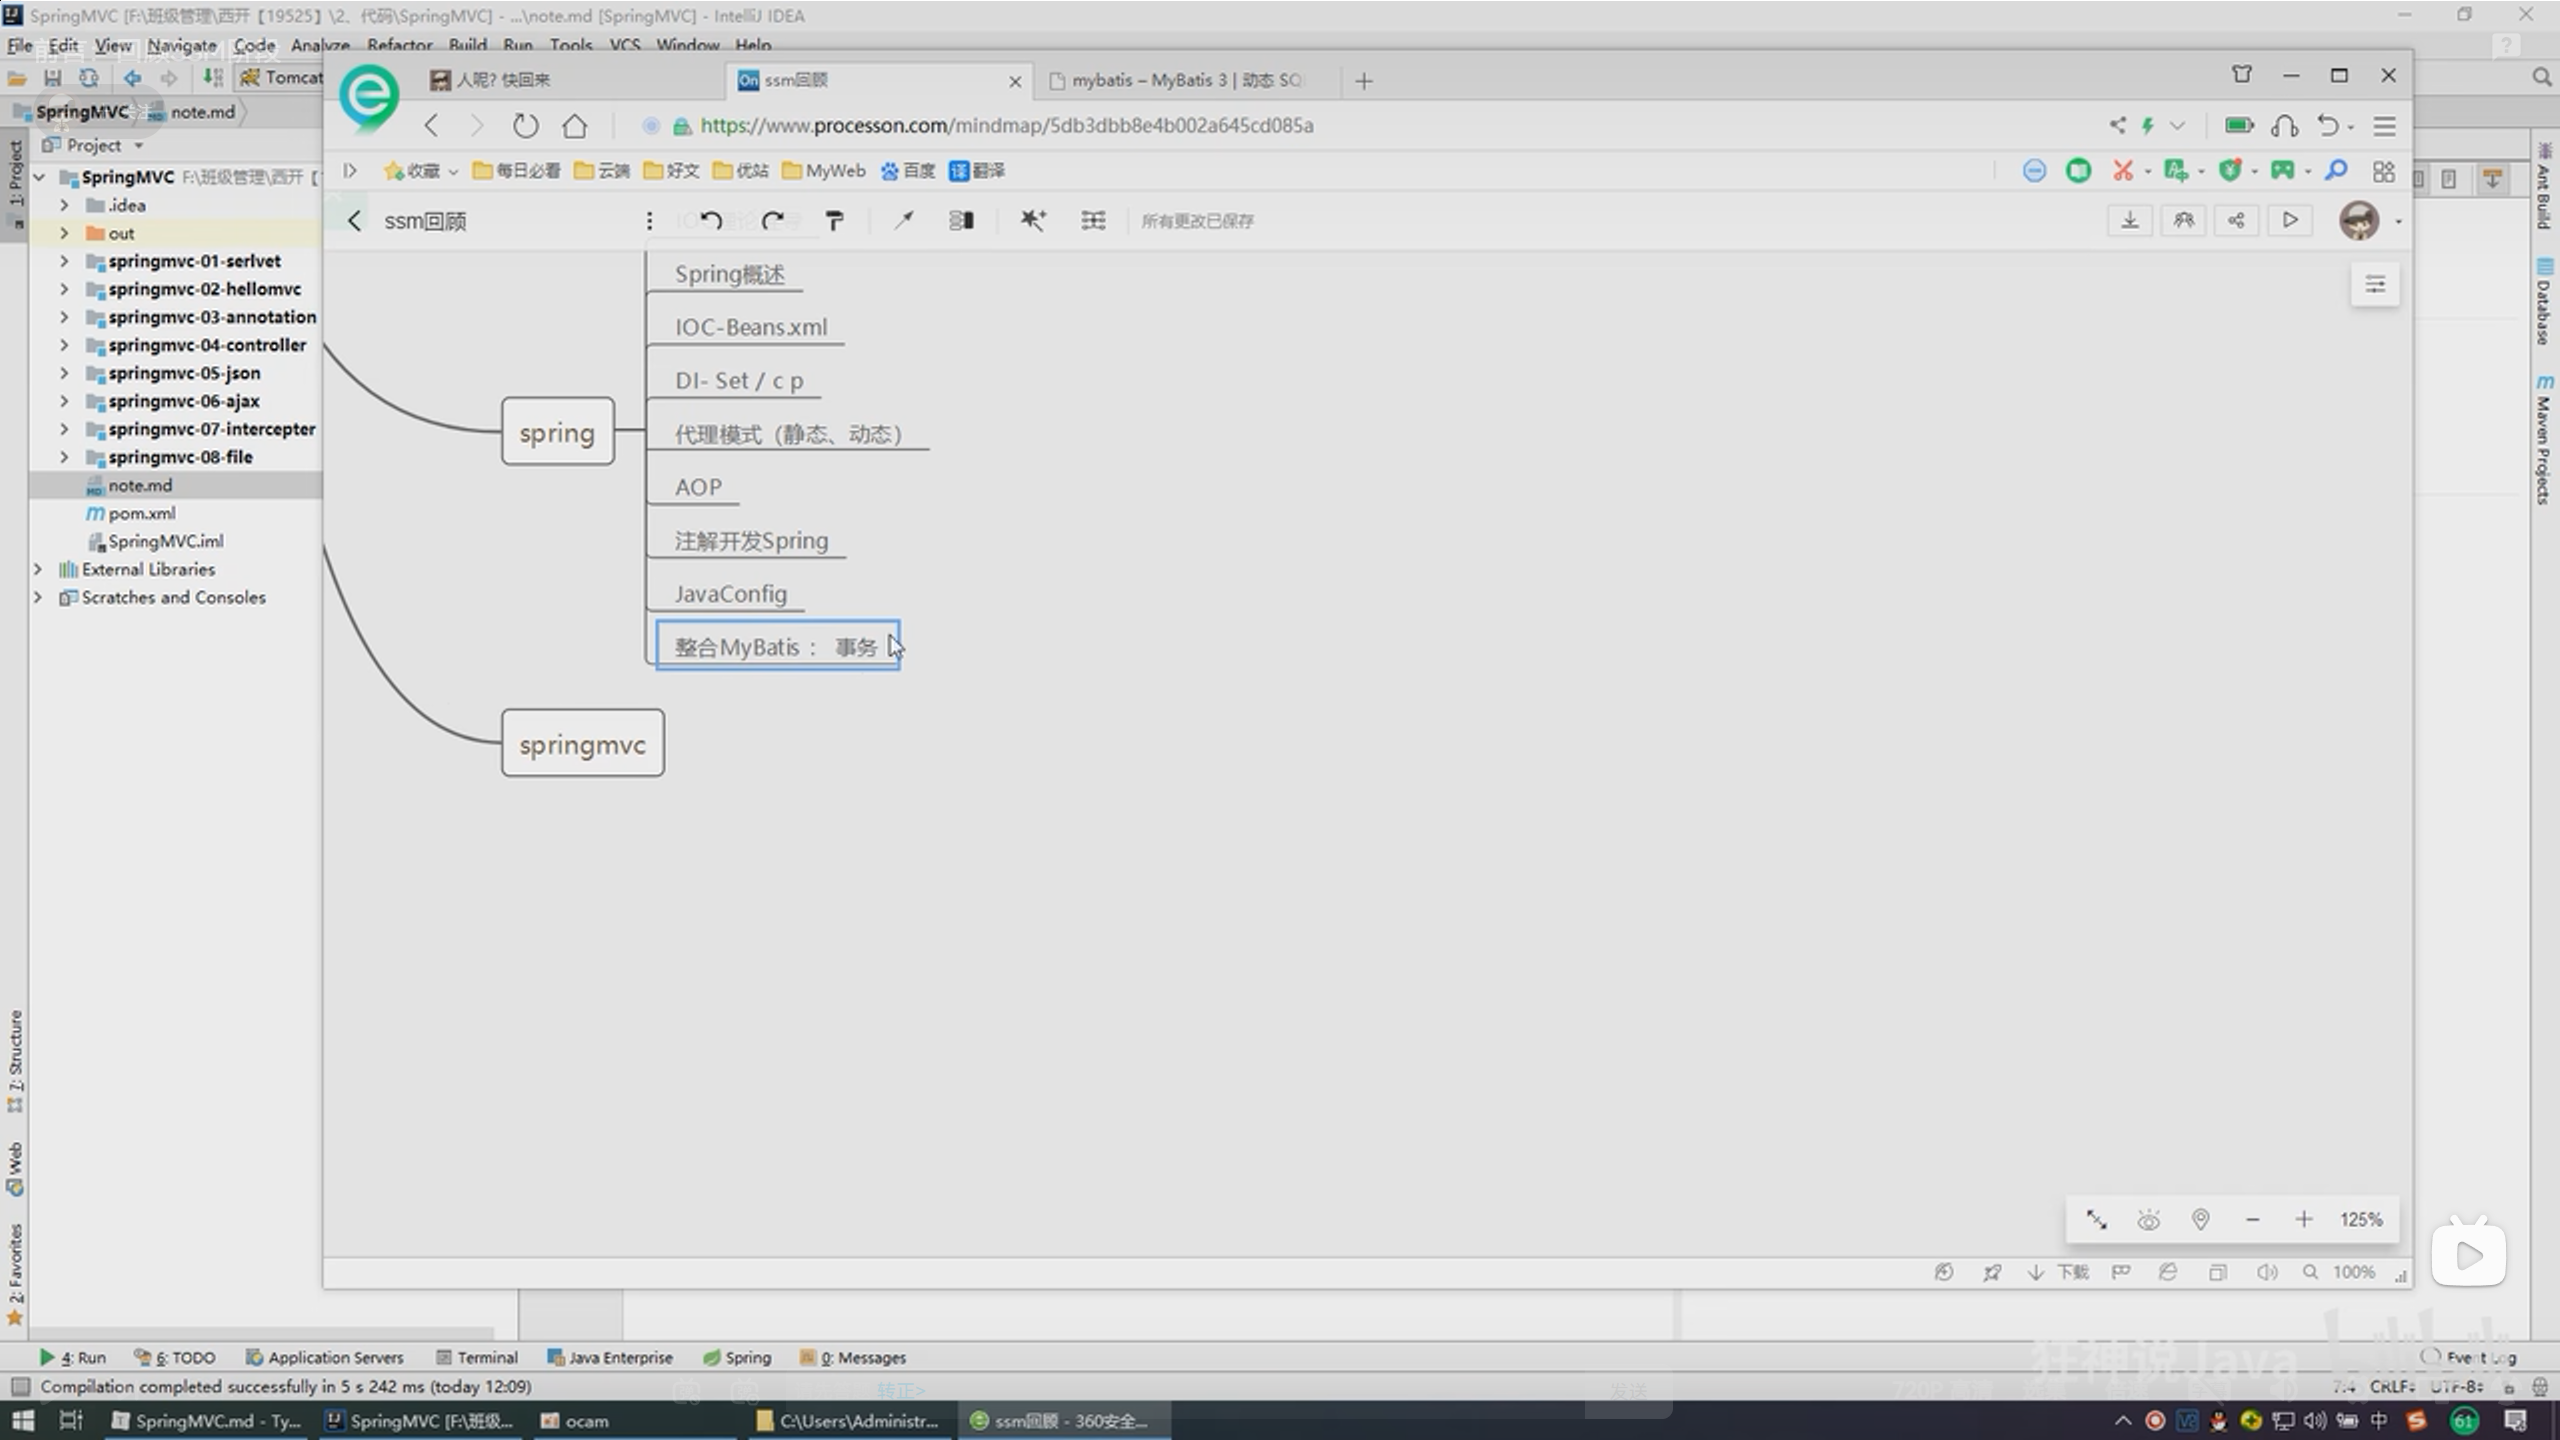 SpringMVC [F:\班级管理\西开【19525】\2、代码\SpringMVC] - ...\note.md [SpringMVC] - IntelliJ IDEA
File Edit View Navigate Code Analyze Refactor Build Run Tools VCS Window Help
Tomcat
人呢? 快回来
ssm回顾
mybatis – MyBatis 3 | 动态 SQ
SpringMVC
note.md
https://www.processon.com/mindmap/5db3dbb8e4b002a645cd085a
1: Project
Project
收藏
每日必看
云端
好文
优站
MyWeb
百度
翻译
SpringMVC F:\班级管理\西开【
.idea
out
springmvc-01-serlvet
springmvc-02-hellomvc
springmvc-03-annotation
springmvc-04-controller
springmvc-05-json
springmvc-06-ajax
springmvc-07-intercepter
springmvc-08-file
note.md
pom.xml
SpringMVC.iml
External Libraries
Scratches and Consoles
ssm回顾
所有更改已保存
Spring概述
IOC-Beans.xml
DI- Set / c p
代理模式（静态、动态）
AOP
注解开发Spring
JavaConfig
整合MyBatis ： 事务
spring
springmvc
Ant Build
Database
Maven Projects
7: Structure
Web
2: Favorites
125%
下载
100%
4: Run
6: TODO
Application Servers
Terminal
Java Enterprise
Spring
0: Messages
狂神说Java
Event Log
Compilation completed successfully in 5 s 242 ms (today 12:09)
转正>
发送
7:4 CRLF UTF-8
SpringMVC.md - Ty...
SpringMVC [F:\班级...
ocam
C:\Users\Administr...
ssm回顾 - 360安全...
中
61